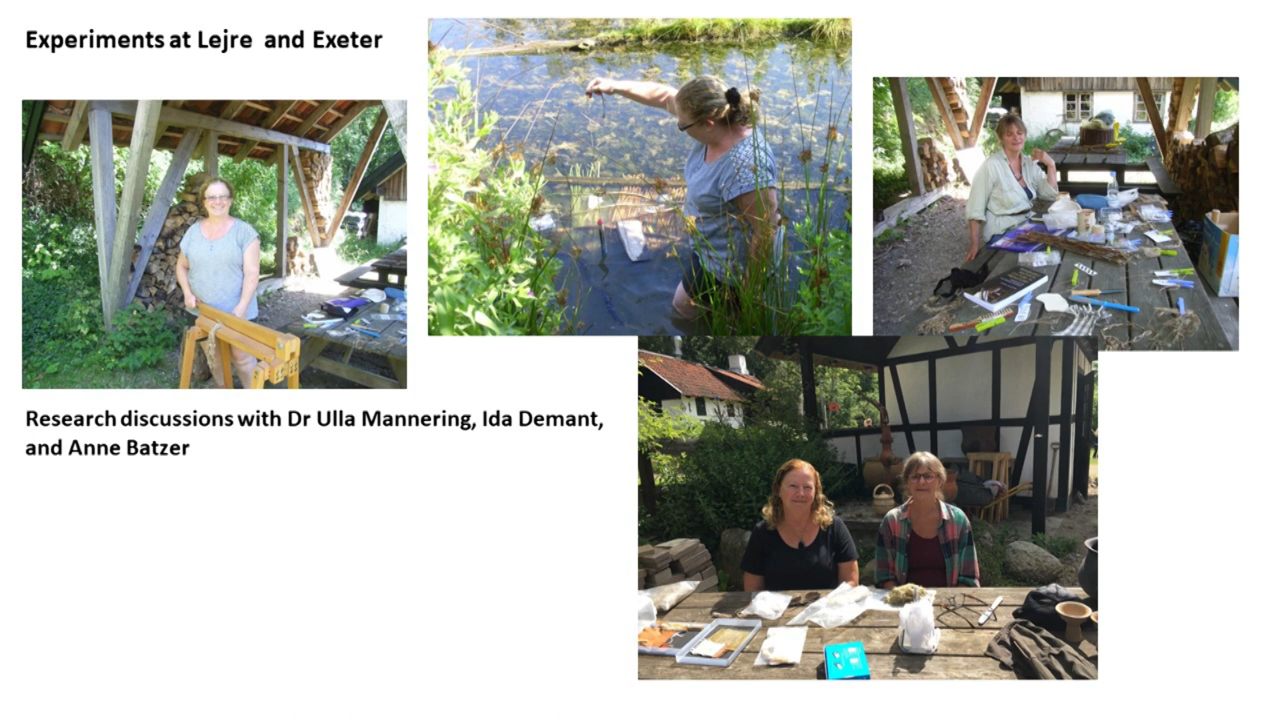 Experiments at Lejre and Exeter
Research discussions with Dr Ulla Mannering, Ida Demant,
and Anne Batzer